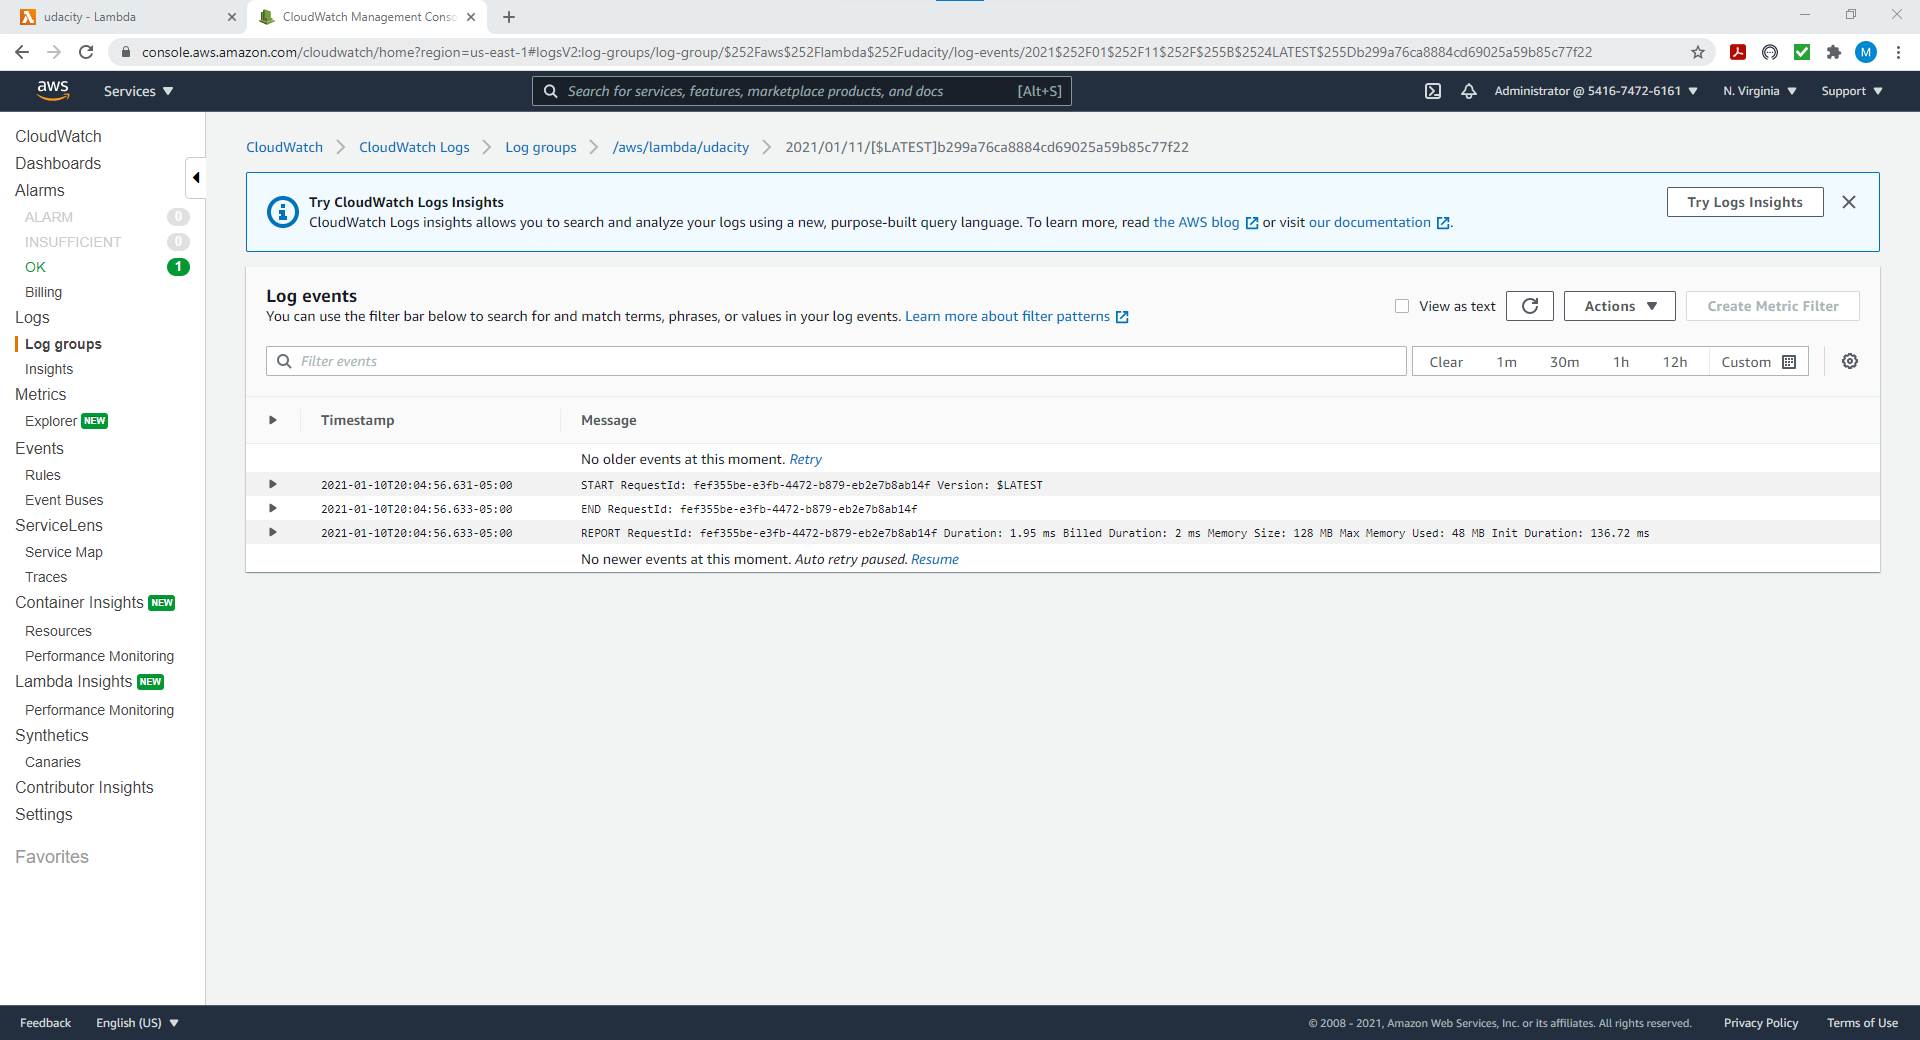 udacity - Lambda
CloudWatch Management Conso
console.aws.amazon.com/cloudwatch/home?region=us-east-1#logsV2:log-groups/log-group/$252Faws$252Flambda$252Fudacity/log-events/2021$252F01$252F11$252F$255B$2524LATEST$255Db299a76ca8884cd69025a59b85c77f22
M
aws
Services
Search for services, features, marketplace products, and docs [Alt+S]
Administrator @ 5416-7472-6161
N. Virginia
Support
CloudWatch
Dashboards
Alarms
ALARM 0
INSUFFICIENT 0
OK 1
Billing
Logs
Log groups
Insights
Metrics
Explorer NEW
Events
Rules
Event Buses
ServiceLens
Service Map
Traces
Container Insights NEW
Resources
Performance Monitoring
Lambda Insights NEW
Performance Monitoring
Synthetics
Canaries
Contributor Insights
Settings
Favorites
CloudWatch CloudWatch Logs Log groups /aws/lambda/udacity 2021/01/11/[$LATEST]b299a76ca8884cd69025a59b85c77f22
Try CloudWatch Logs Insights
CloudWatch Logs insights allows you to search and analyze your logs using a new, purpose-built query language. To learn more, read the AWS blog or visit our documentation .
Try Logs Insights
Log events
You can use the filter bar below to search for and match terms, phrases, or values in your log events. Learn more about filter patterns
View as text
Actions
Create Metric Filter
Filter events
Clear 1m 30m 1h 12h Custom
Timestamp Message
No older events at this moment. Retry
2021-01-10T20:04:56.631-05:00 START RequestId: fef355be-e3fb-4472-b879-eb2e7b8ab14f Version: $LATEST
2021-01-10T20:04:56.633-05:00 END RequestId: fef355be-e3fb-4472-b879-eb2e7b8ab14f
2021-01-10T20:04:56.633-05:00 REPORT RequestId: fef355be-e3fb-4472-b879-eb2e7b8ab14f Duration: 1.95 ms Billed Duration: 2 ms Memory Size: 128 MB Max Memory Used: 48 MB Init Duration: 136.72 ms
No newer events at this moment. Auto retry paused. Resume
Feedback English (US)
© 2008 - 2021, Amazon Web Services, Inc. or its affiliates. All rights reserved. Privacy Policy Terms of Use